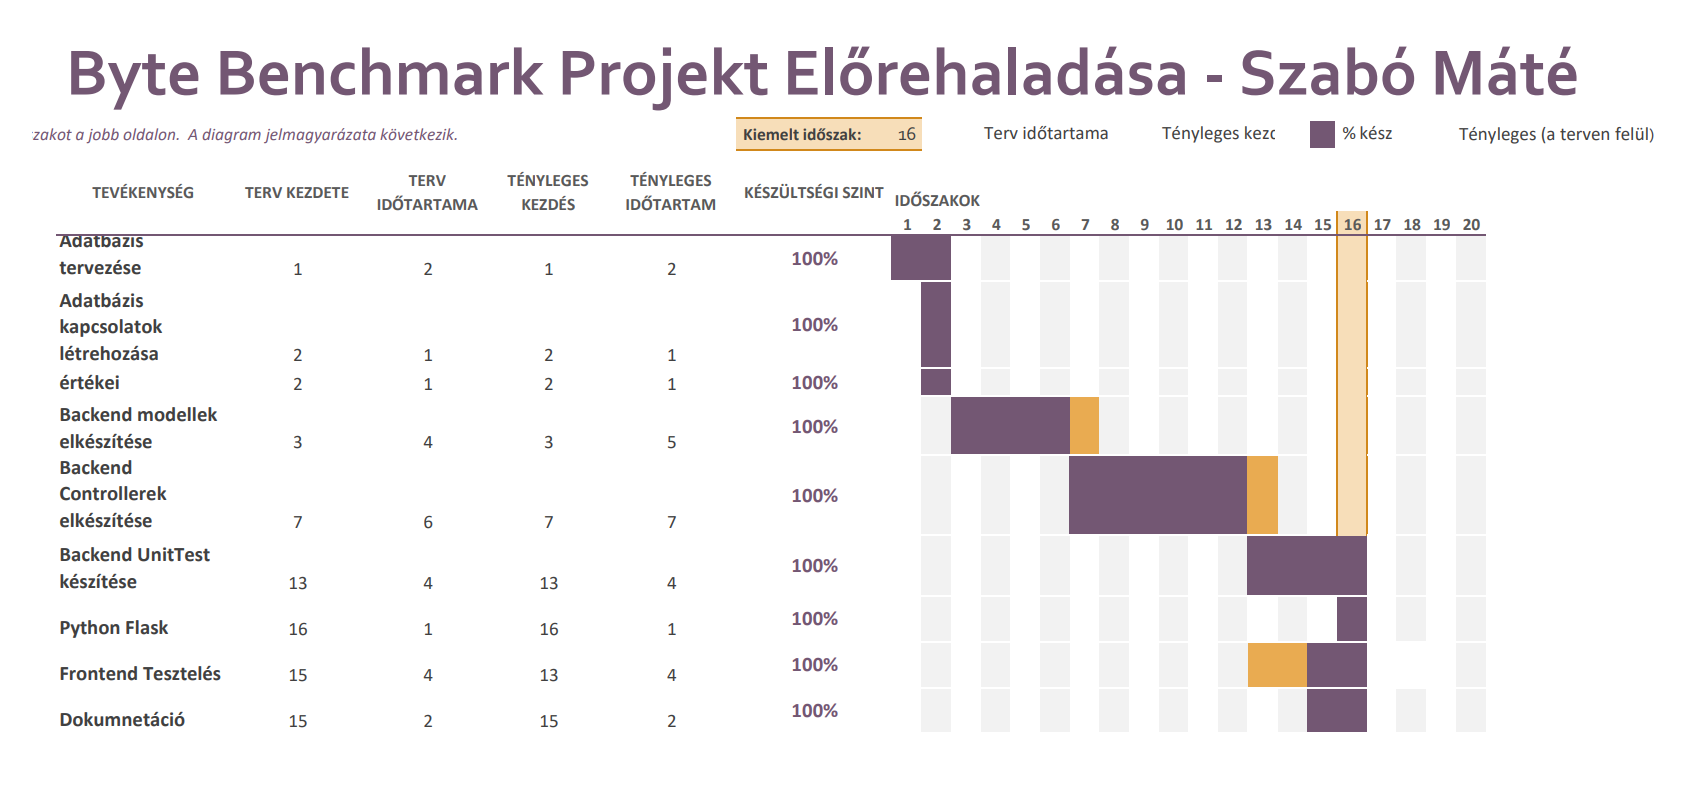 Byte Benchmark Projekt Előrehaladása - Szabó Máté
zakot a jobb oldalon. A diagram jelmagyarázata következik.
Kiemelt időszak: 16
Terv időtartama
Tényleges kezd
% kész
Tényleges (a terven felül)
TEVÉKENYSÉG
TERV KEZDETE
TERV
IDŐTARTAMA
TÉNYLEGES
KEZDÉS
TÉNYLEGES
IDŐTARTAM
KÉSZÜLTSÉGI SZINT
IDŐSZAKOK
1 2 3 4 5 6 7 8 9 10 11 12 13 14 15 16 17 18 19 20
Adatbázis
tervezése 1 2 1 2 100%
Adatbázis
kapcsolatok
létrehozása 2 1 2 1 100%
értékei 2 1 2 1 100%
Backend modellek
elkészítése 3 4 3 5 100%
Backend
Controllerek
elkészítése 7 6 7 7 100%
Backend UnitTest
készítése 13 4 13 4 100%
Python Flask 16 1 16 1 100%
Frontend Tesztelés 15 4 13 4 100%
Dokumnetáció 15 2 15 2 100%